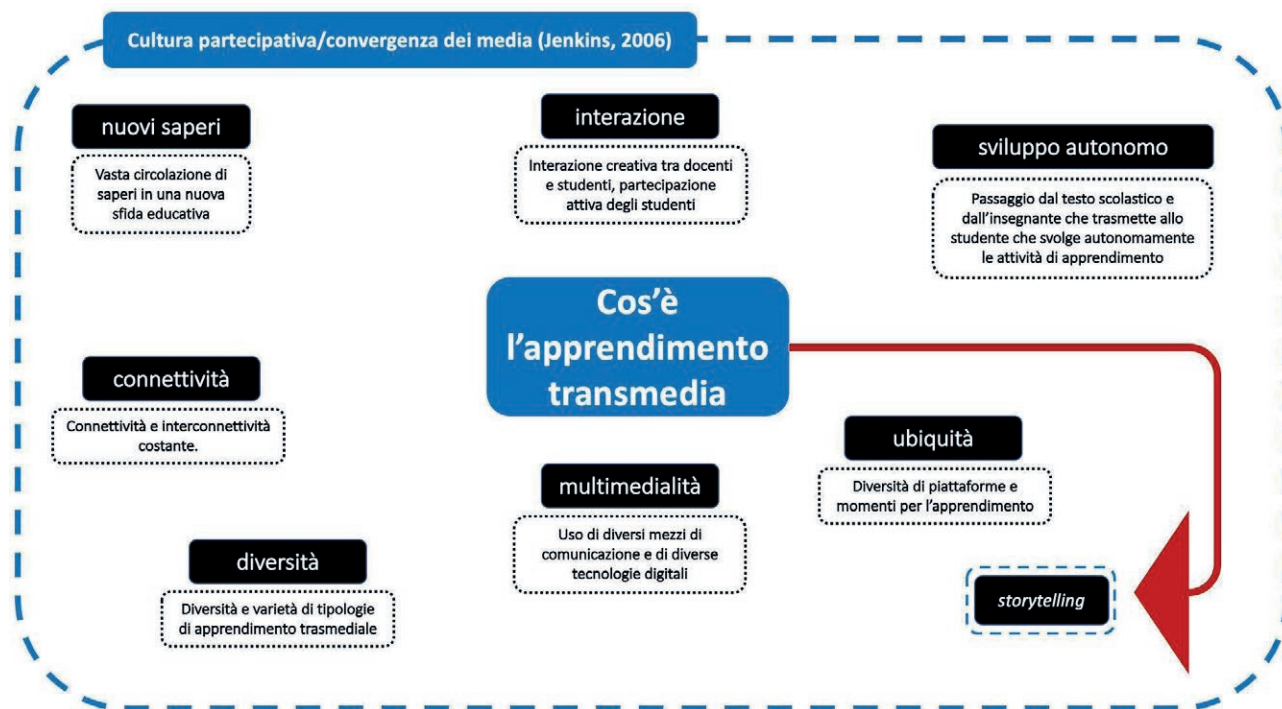 Cultura partecipativa/convergenza dei media (Jenkins, 2006)
nuovi saperi
Vasta circolazione di
saperi in una nuova
sfida educativa
interazione
Interazione creativa tra docenti
e studenti, partecipazione
attiva degli studenti
sviluppo autonomo
Passaggio dal testo scolastico e
dall'insegnante che trasmette allo
studente che svolge autonomamente
le attività di apprendimento
Cos'è
l'apprendimento
transmedia
connettività
Connettività e interconnettività
costante.
ubiquità
Diversità di piattaforme e
momenti per l'apprendimento
multimedialità
Uso di diversi mezzi di
comunicazione e di diverse
tecnologie digitali
diversità
Diversità e varietà di tipologie
di apprendimento trasmediale
storytelling